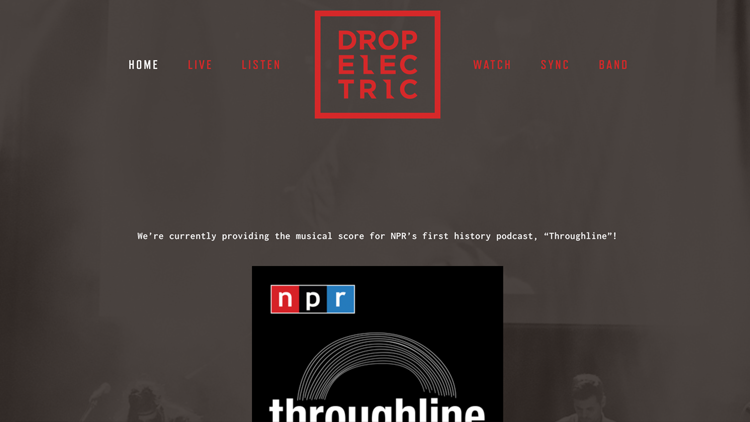 HOME LIVE LISTEN
DROP
ELEC
TRIC
WATCH SYNC BAND
We're currently providing the musical score for NPR's first history podcast, “Throughline”!
npr
throughline